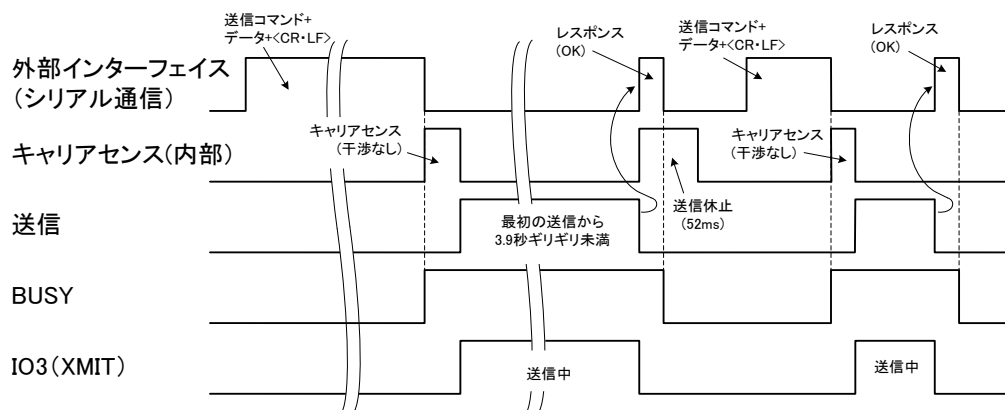 送信コマンド+
データ+<CR・LF>
レスポンス
(OK)
送信コマンド+
データ+<CR・LF>
レスポンス
(OK)
外部インターフェイス
(シリアル通信)
キャリアセンス
(干渉なし)
キャリアセンス
(干渉なし)
キャリアセンス(内部)
送信
最初の送信から
3.9秒ギリギリ未満
送信休止
(52ms)
BUSY
IO3(XMIT)
送信中
送信中